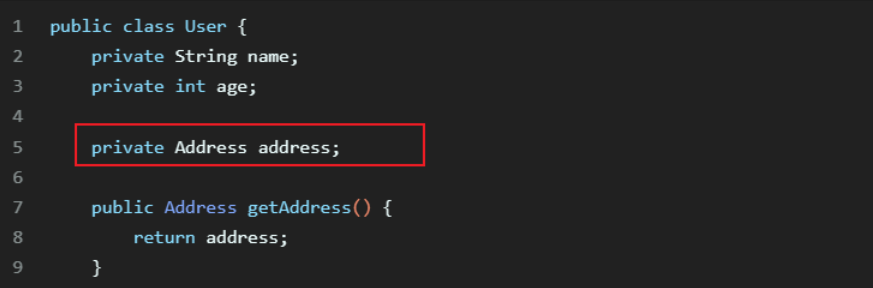 1 public class User {
2     private String name;
3     private int age;
4
5     private Address address;
6
7     public Address getAddress() {
8         return address;
9     }